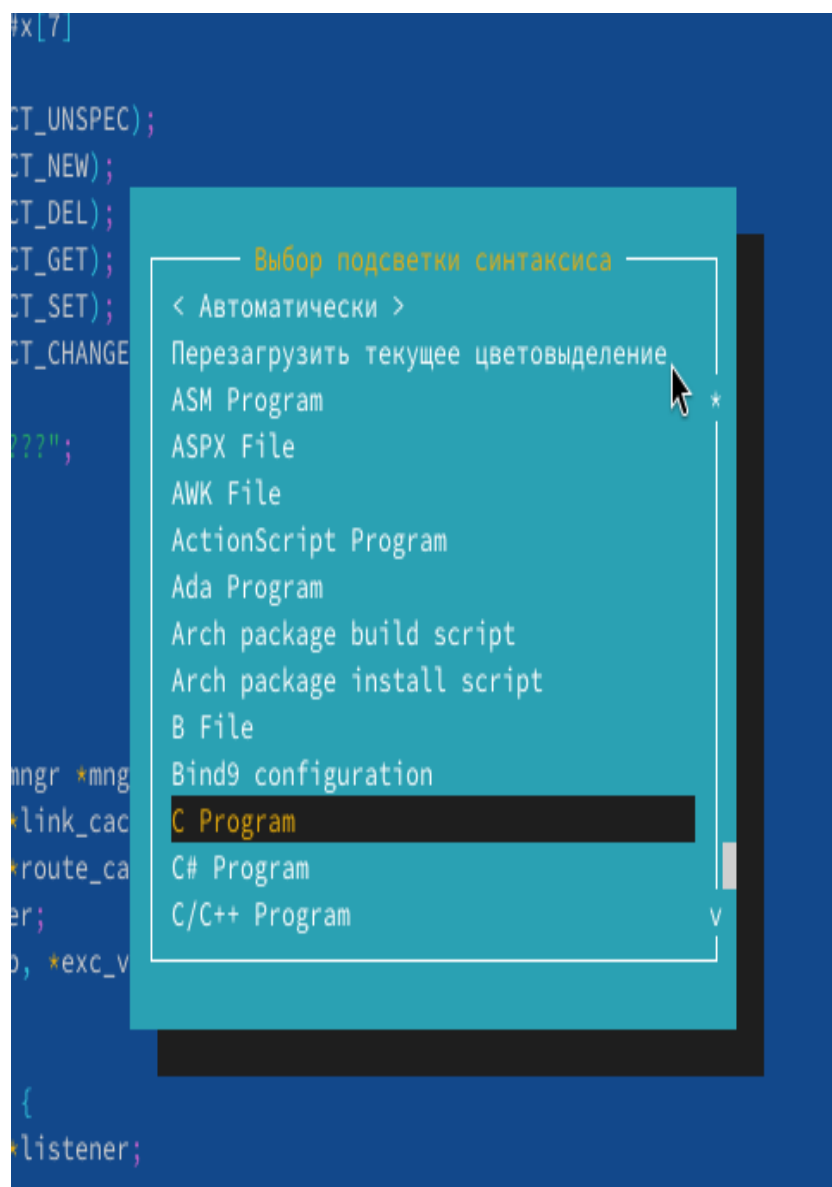 #x[7]
CT_UNSPEC);
CT_NEW);
CT_DEL);
CT_GET);
CT_SET);
CT_CHANGE
???";
mngr *mng
*link_cac
*route_ca
er;
, *exc_v
{
*listener;
Выбор подсветки синтаксиса
< Автоматически >
Перезагрузить текущее цветовыделение
ASM Program
ASPX File
AWK File
ActionScript Program
Ada Program
Arch package build script
Arch package install script
B File
Bind9 configuration
C Program
C# Program
C/C++ Program